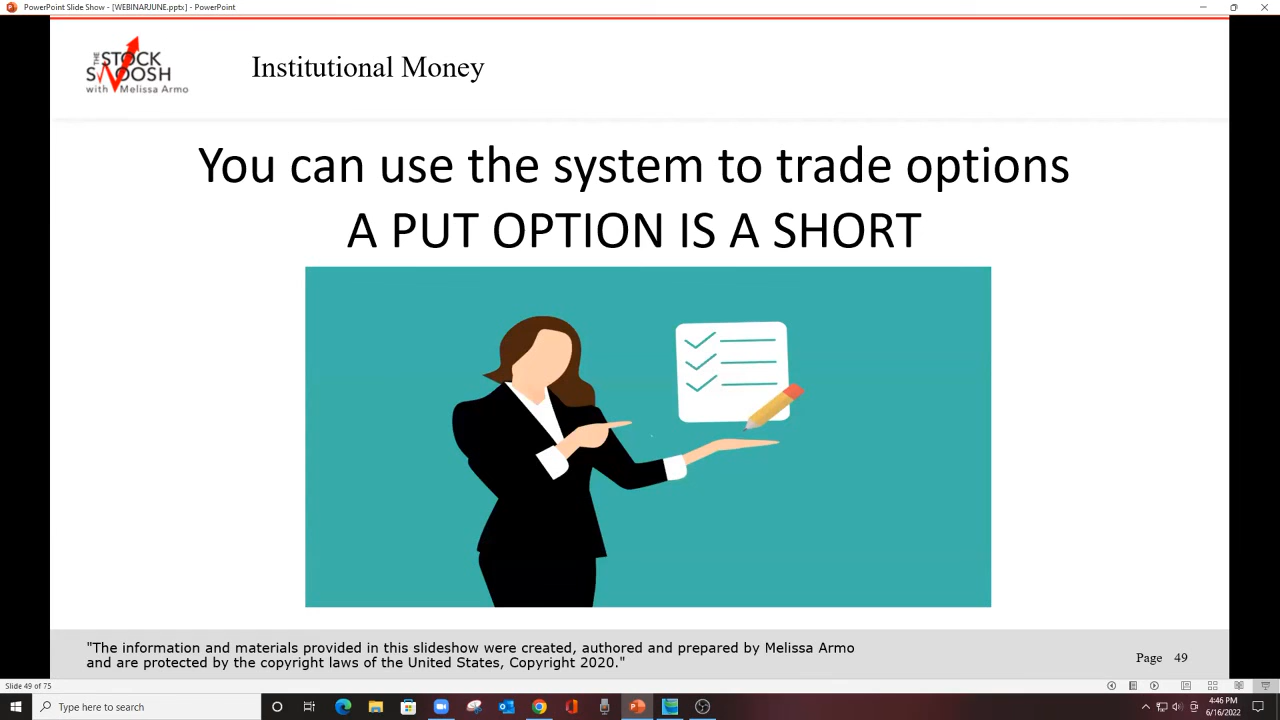 PowerPoint Slide Show - [WEBINARJUNE.pptx] - PowerPoint
THE STOCK
SWOOSH
with Melissa Armo
Institutional Money
You can use the system to trade options
A PUT OPTION IS A SHORT
"The information and materials provided in this slideshow were created, authored and prepared by Melissa Armo
and are protected by the copyright laws of the United States, Copyright 2020."
Page 49
Slide 49 of 75
Type here to search
4:46 PM
6/16/2022